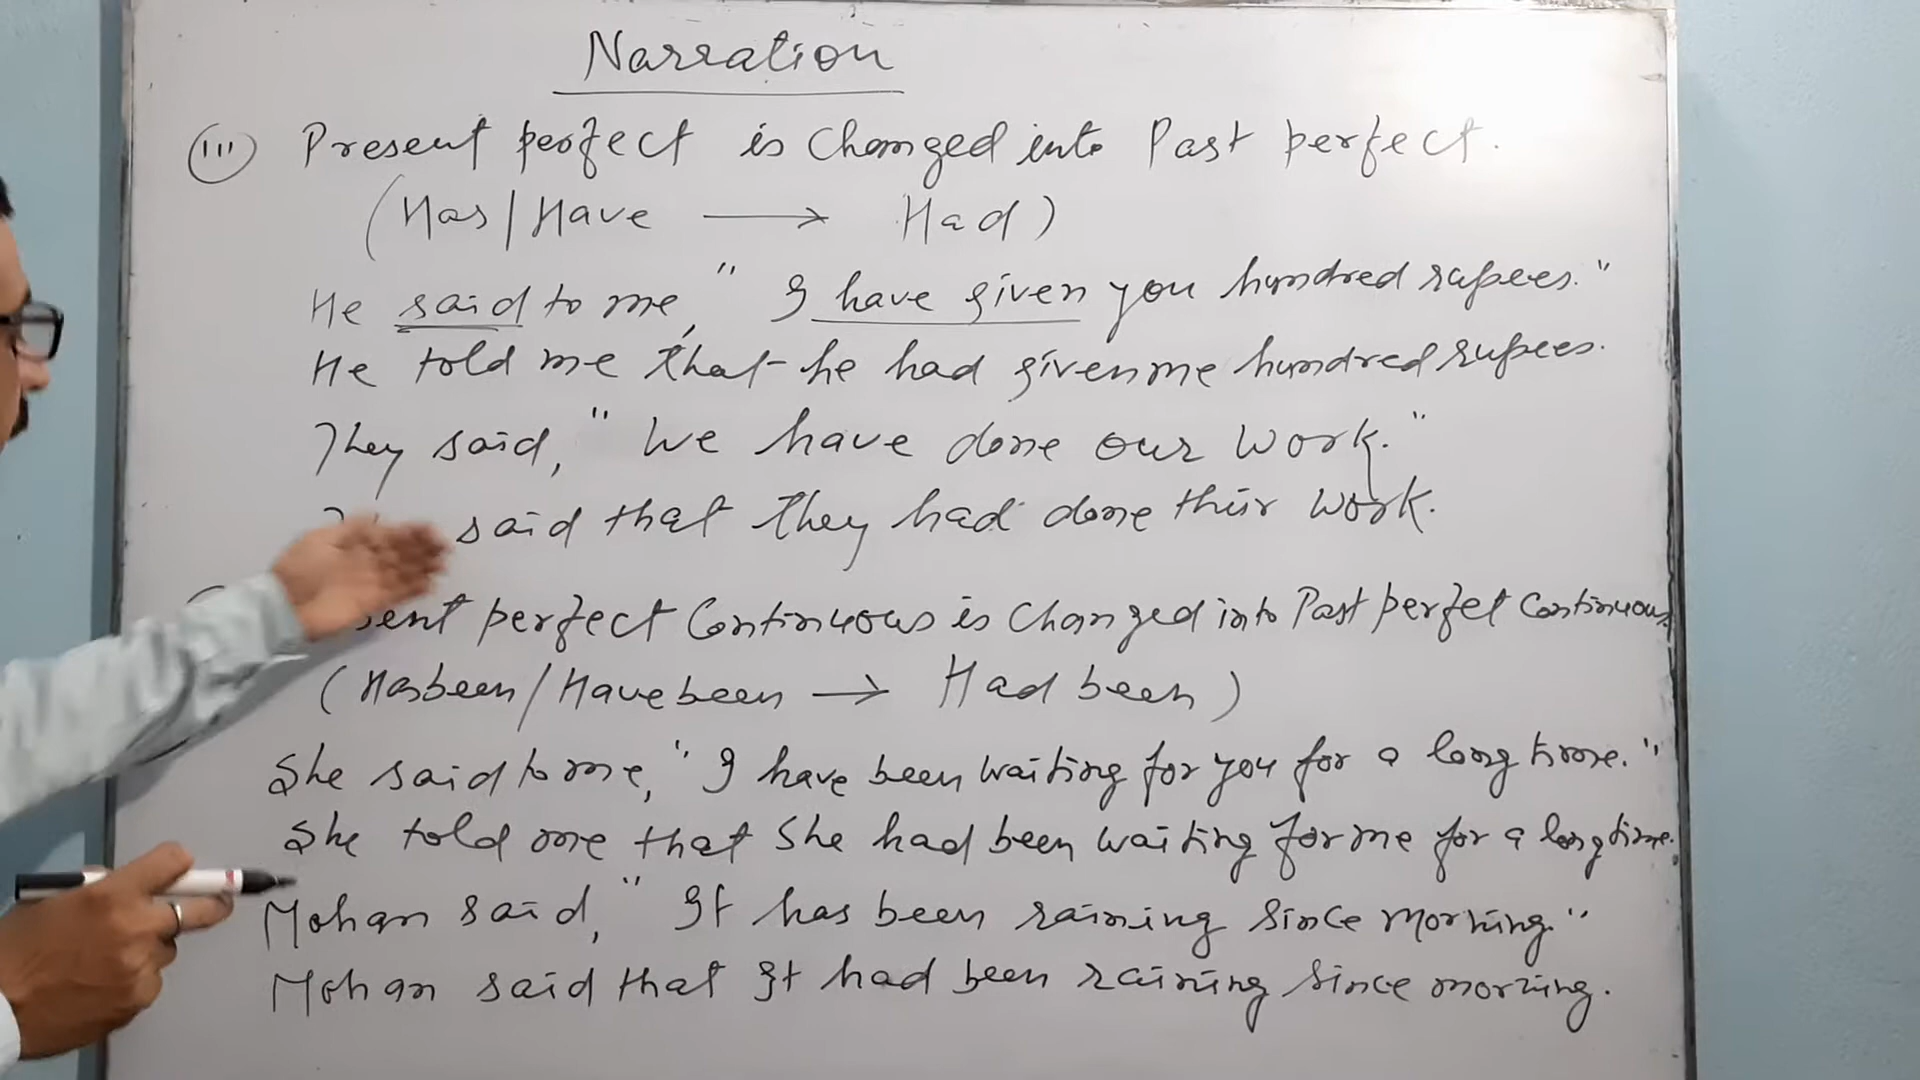 Narration
(iii) Present perfect is changed into Past perfect.
(Has/Have → Had)
He said to me, "I have given you hundred rupees."
He told me that he had given me hundred rupees.
They said, "We have done our work."
said that they had done their work.
perfect Continuous is changed into Past perfet Continuous
(Has been/Have been → Had been)
She said to me, "I have been waiting for you for a long time."
She told me that she had been waiting for me for a long time.
Mohan said, "It has been raining since morning."
Mohan said that It had been raining since morning.